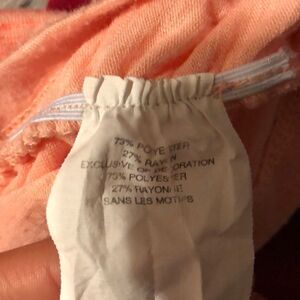 73% POLYESTER
27% RAYON
EXCLUSIVE OF DECORATION
73% POLYESTER
27% RAYONNE
SANS LES MOTIFS